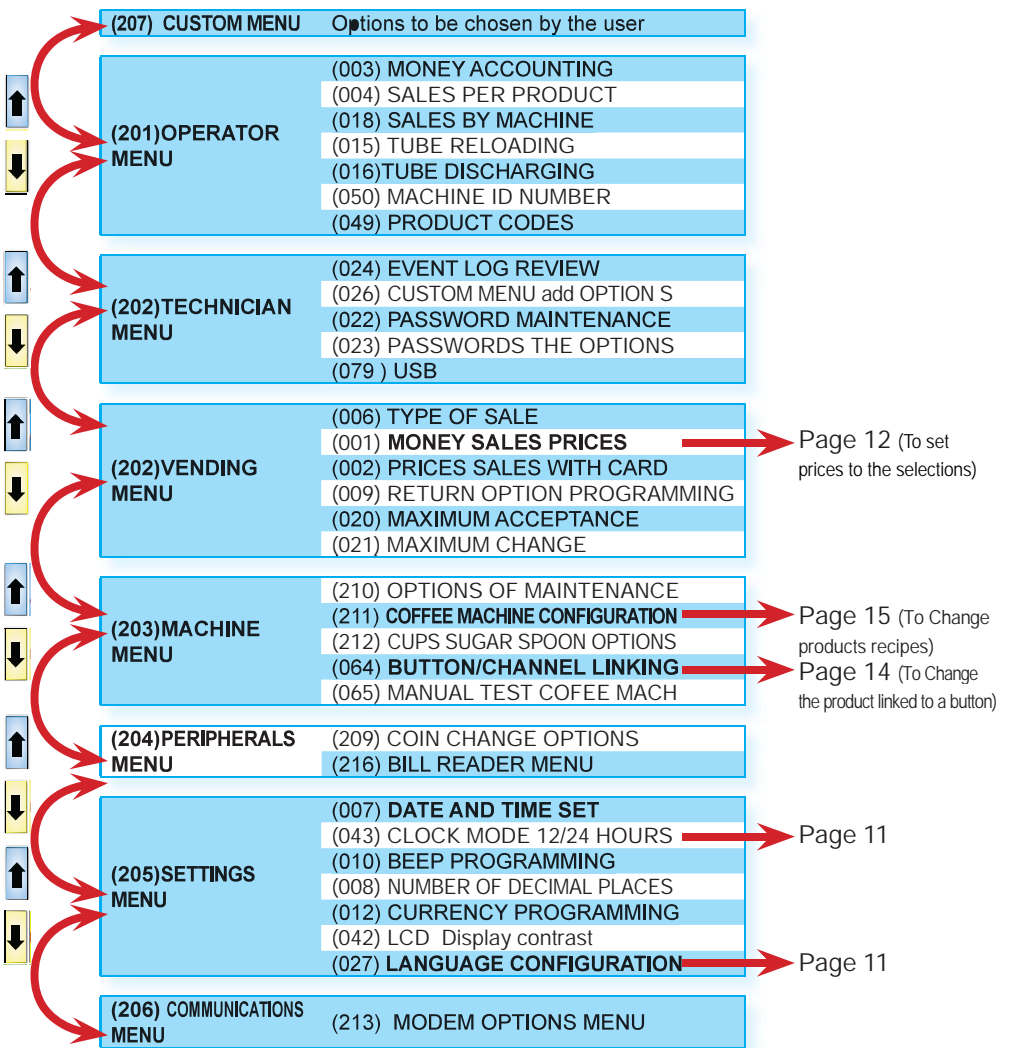 (207) CUSTOM MENU Options to be chosen by the user
(201)OPERATOR
MENU
(003) MONEY ACCOUNTING
(004) SALES PER PRODUCT
(018) SALES BY MACHINE
(015) TUBE RELOADING
(016)TUBE DISCHARGING
(050) MACHINE ID NUMBER
(049) PRODUCT CODES
(202)TECHNICIAN
MENU
(024) EVENT LOG REVIEW
(026) CUSTOM MENU add OPTION S
(022) PASSWORD MAINTENANCE
(023) PASSWORDS THE OPTIONS
(079 ) USB
(202)VENDING
MENU
(006) TYPE OF SALE
(001) MONEY SALES PRICES
(002) PRICES SALES WITH CARD
(009) RETURN OPTION PROGRAMMING
(020) MAXIMUM ACCEPTANCE
(021) MAXIMUM CHANGE
Page 12 (To set
prices to the selections)
(203)MACHINE
MENU
(210) OPTIONS OF MAINTENANCE
(211) COFFEE MACHINE CONFIGURATION
(212) CUPS SUGAR SPOON OPTIONS
(064) BUTTON/CHANNEL LINKING
(065) MANUAL TEST COFEE MACH
Page 15 (To Change
products recipes)
Page 14 (To Change
the product linked to a button)
(204)PERIPHERALS
MENU
(209) COIN CHANGE OPTIONS
(216) BILL READER MENU
(205)SETTINGS
MENU
(007) DATE AND TIME SET
(043) CLOCK MODE 12/24 HOURS
(010) BEEP PROGRAMMING
(008) NUMBER OF DECIMAL PLACES
(012) CURRENCY PROGRAMMING
(042) LCD Display contrast
(027) LANGUAGE CONFIGURATION
Page 11
Page 11
(206) COMMUNICATIONS
MENU
(213) MODEM OPTIONS MENU